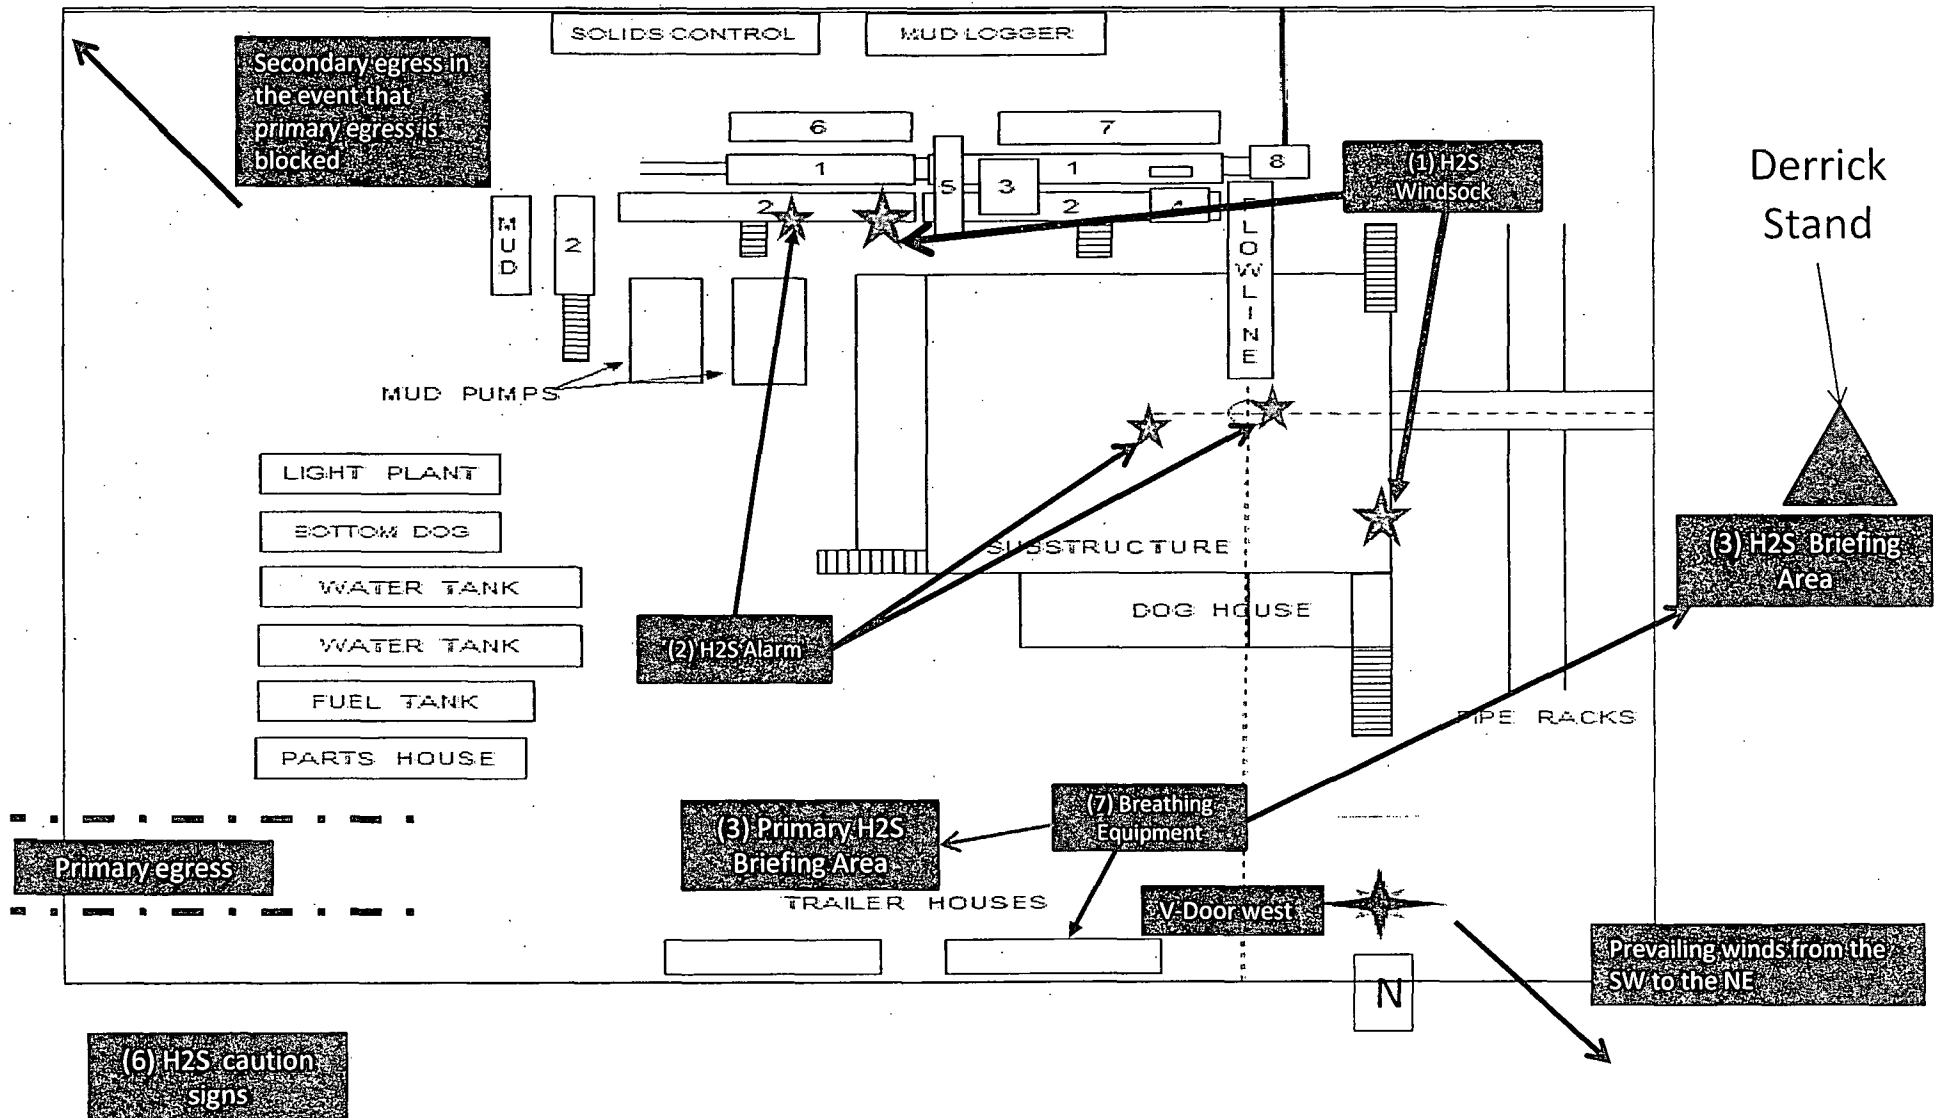 SOLIDS CONTROL
MUD LOGGER
Secondary egress in
the event that
primary egress is
blocked
6
7
1
1
8
5
3
2
2
4
(1) H2S
Windsock
Derrick
Stand
MUD
2
FLOWLINE
MUD PUMPS
LIGHT PLANT
BOTTOM DOG
WATER TANK
WATER TANK
FUEL TANK
PARTS HOUSE
SUBSTRUCTURE
DOG HOUSE
(3) H2S Briefing
Area
(2) H2S Alarm
PIPE RACKS
(7) Breathing
Equipment
(3) Primary H2S
Briefing Area
Primary egress
TRAILER HOUSES
V-Door west
Prevailing winds from the
SW to the NE
N
(6) H2S caution
signs